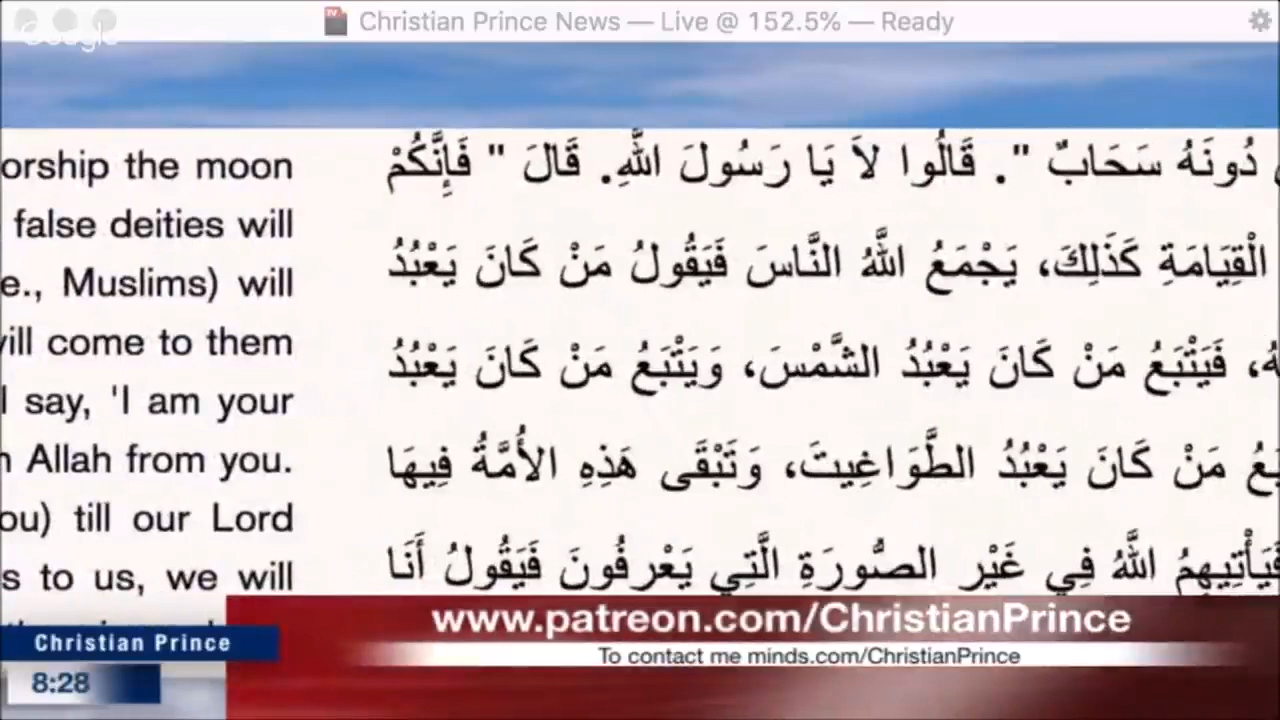 Christian Prince News — Live @ 152.5% — Ready
Google
orship the moon
false deities will
e., Muslims) will
ill come to them
say, 'I am your
Allah from you.
ou) till our Lord
s to us, we will
دُونَهُ سَحَابٌ ‏"‏‏.‏ قَالُوا لاَ يَا رَسُولَ اللَّهِ‏.‏ قَالَ ‏"‏ فَإِنَّكُمْ
الْقِيَامَةِ كَذَلِكَ، يَجْمَعُ اللَّهُ النَّاسَ فَيَقُولُ مَنْ كَانَ يَعْبُدُ
، فَيَتْبَعُ مَنْ كَانَ يَعْبُدُ الشَّمْسَ، وَيَتْبَعُ مَنْ كَانَ يَعْبُدُ
مَنْ كَانَ يَعْبُدُ الطَّوَاغِيتَ، وَتَبْقَى هَذِهِ الأُمَّةُ فِيهَا
فَيَأْتِيهِمُ اللَّهُ فِي غَيْرِ الصُّورَةِ الَّتِي يَعْرِفُونَ فَيَقُولُ أَنَا
www.patreon.com/ChristianPrince
To contact me minds.com/ChristianPrince
Christian Prince
8:28